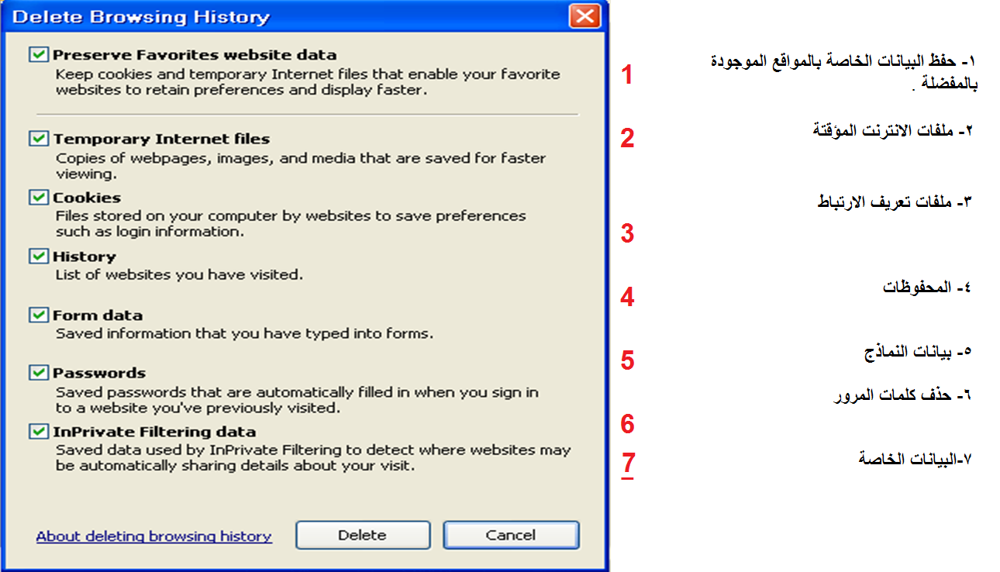 Delete Browsing History
Preserve Favorites website data
Keep cookies and temporary Internet files that enable your favorite
websites to retain preferences and display faster.
Temporary Internet files
Copies of webpages, images, and media that are saved for faster
viewing.
Cookies
Files stored on your computer by websites to save preferences
such as login information.
History
List of websites you have visited.
Form data
Saved information that you have typed into forms.
Passwords
Saved passwords that are automatically filled in when you sign in
to a website you've previously visited.
InPrivate Filtering data
Saved data used by InPrivate Filtering to detect where websites may
be automatically sharing details about your visit.
About deleting browsing history
Delete
Cancel
1
2
3
4
5
6
7
١- حفظ البيانات الخاصة بالمواقع الموجودة
بالمفضلة .
٢- ملفات الانترنت المؤقتة
٣- ملفات تعريف الارتباط
٤- المحفوظات
٥- بيانات النماذج
٦- حذف كلمات المرور
٧-البيانات الخاصة